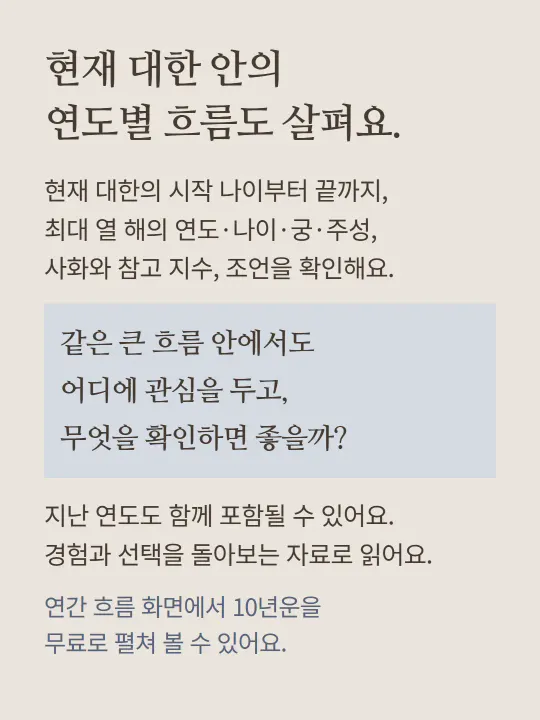 현재 대한 안의
연도별 흐름도 살펴요.
현재 대한의 시작 나이부터 끝까지,
최대 열 해의 연도·나이·궁·주성,
사화와 참고 지수, 조언을 확인해요.
같은 큰 흐름 안에서도
어디에 관심을 두고,
무엇을 확인하면 좋을까?
지난 연도도 함께 포함될 수 있어요.
경험과 선택을 돌아보는 자료로 읽어요.
연간 흐름 화면에서 10년운을
무료로 펼쳐 볼 수 있어요.